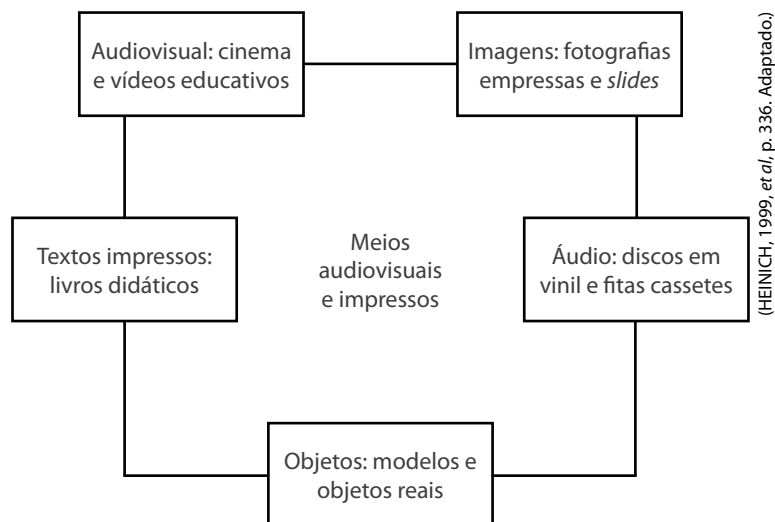 Audiovisual: cinema
e vídeos educativos
Imagens: fotografias
empressas e slides
Textos impressos:
livros didáticos
Meios
audiovisuais
e impressos
Áudio: discos em
vinil e fitas cassetes
Objetos: modelos e
objetos reais
(HEINICH, 1999, et al, p. 336. Adaptado.)